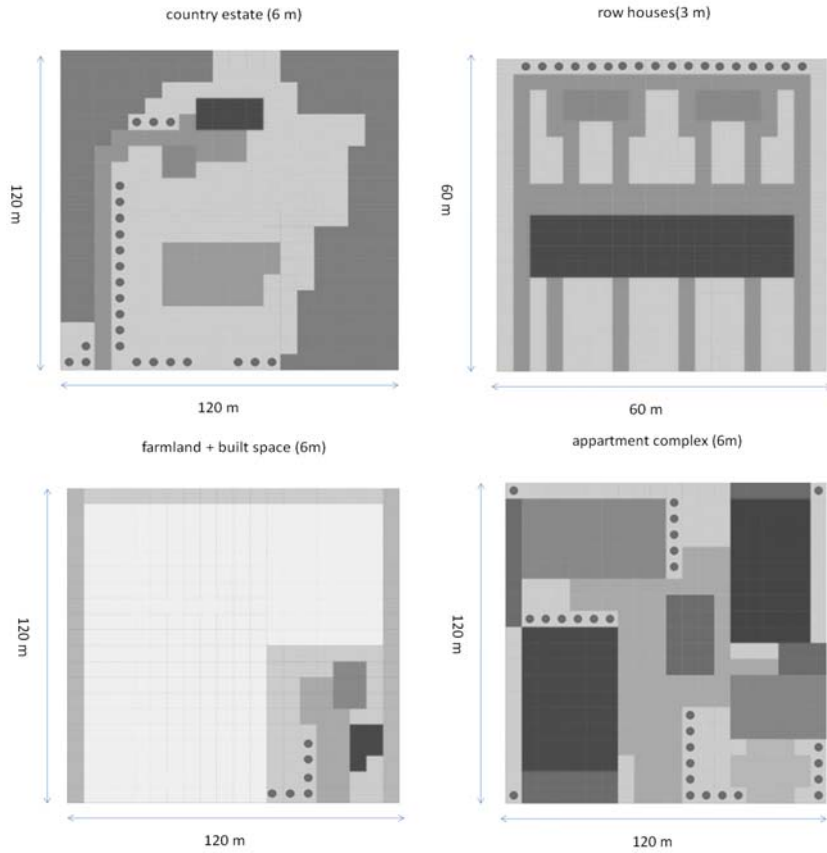 country estate (6 m)
row houses(3 m)
120 m
60 m
120 m
60 m
farmland + built space (6m)
appartment complex (6m)
120 m
120 m
120 m
120 m